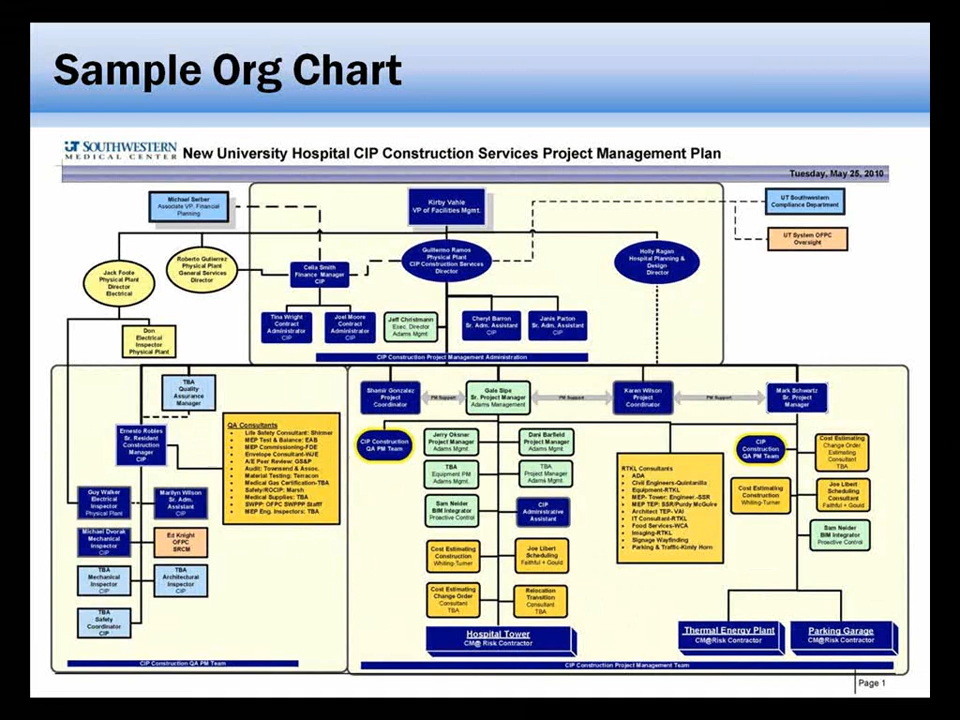 Sample Org Chart
UT SOUTHWESTERN
MEDICAL CENTER
New University Hospital CIP Construction Services Project Management Plan
Tuesday, May 25, 2010
Michael Serber
Associate VP. Financial
Planning
Kirby Vahle
VP of Facilities Mgmt.
UT Southwestern
Compliance Department
UT System OFPC
Oversight
Jack Foote
Physical Plant
Director
Electrical
Roberto Gutierrez
Physical Plant
General Services
Director
Celia Smith
Finance Manager
CIP
Guillermo Ramos
Physical Plant
CIP Construction Services
Director
Holly Ragan
Hospital Planning &
Design
Director
Don
Electrical
Inspector
Physical Plant
Tina Wright
Contract
Administrator
CIP
Joel Moore
Contract
Administrator
CIP
Jeff Christmann
Exec. Director
Adams Mgmt.
Cheryl Barron
Sr. Adm. Assistant
CIP
Janis Parton
Sr. Adm. Assistant
CIP
CIP Construction Project Management Administration
TBA
Quality
Assurance
Manager
Ernesto Robles
Sr. Resident
Construction
Manager
CIP
QA Consultants
• Life Safety Consultant: Shirmer
• MEP Test & Balance: EAB
• MEP Commissioning-FDE
• Envelope Consultant-WJE
• A/E Peer Review: GS&P
• Audit: Townsend & Assoc.
• Material Testing: Terracon
• Medical Gas Certification-TBA
• Safety/ROCIP: Marsh
• Medical Supplies: TBA
• SWPP: OFPC SWPPP Staff/
• MEP Eng. Inspectors: TBA
Guy Walker
Electrical
Inspector
Physical Plant
Marilyn Wilson
Sr. Adm.
Assistant
CIP
Michael Dvorak
Mechanical
Inspector
CIP
Ed Knight
OFPC
SRCM
TBA
Mechanical
Inspector
CIP
TBA
Architectural
Inspector
CIP
TBA
Safety
Coordinator
CIP
CIP Construction QA PM Team
Shamir Gonzalez
Project
Coordinator
PM Support
Gale Sipe
Sr. Project Manager
Adams Management
PM Support
Karen Wilson
Project
Coordinator
PM Support
Mark Schwartz
Sr. Project
Manager
CIP Construction
QA PM Team
Jerry Oksner
Project Manager
Adams Mgmt.
Dani Barfield
Project Manager
Adams Mgmt.
TBA
Equipment PM
Adams Mgmt.
TBA
Project Manager
Adams Mgmt.
Sam Neider
BIM Integrator
Proactive Control
CIP
Administrative
Assistant
Cost Estimating
Construction
Whiting-Turner
Joe Libert
Scheduling
Faithful + Gould
Cost Estimating
Change Order
Consultant
TBA
Relocation
Transition
Consultant
TBA
Hospital Tower
CM@ Risk Contractor
RTKL Consultants
• ADA
• Civil Engineers-Quintanilla
• Equipment-RTKL
• MEP- Tower: Engineer.-SSR
• MEP TEP: SSR/Purdy McGuire
• Architect TEP- VAI
• IT Consultant-RTKL
• Food Services-WCA
• Imaging-RTKL
• Signage Wayfinding
• Parking & Traffic-Kimly Horn
CIP
Construction
QA PM Team
Cost Estimating
Change Order
Estimating
Consultant
TBA
Cost Estimating
Construction
Whiting-Turner
Joe Libert
Scheduling
Consultant
Faithful + Gould
Sam Neider
BIM Integrator
Proactive Control
Thermal Energy Plant
CM@Risk Contractor
Parking Garage
CM@Risk Contractor
CIP Construction Project Management Team
Page 1